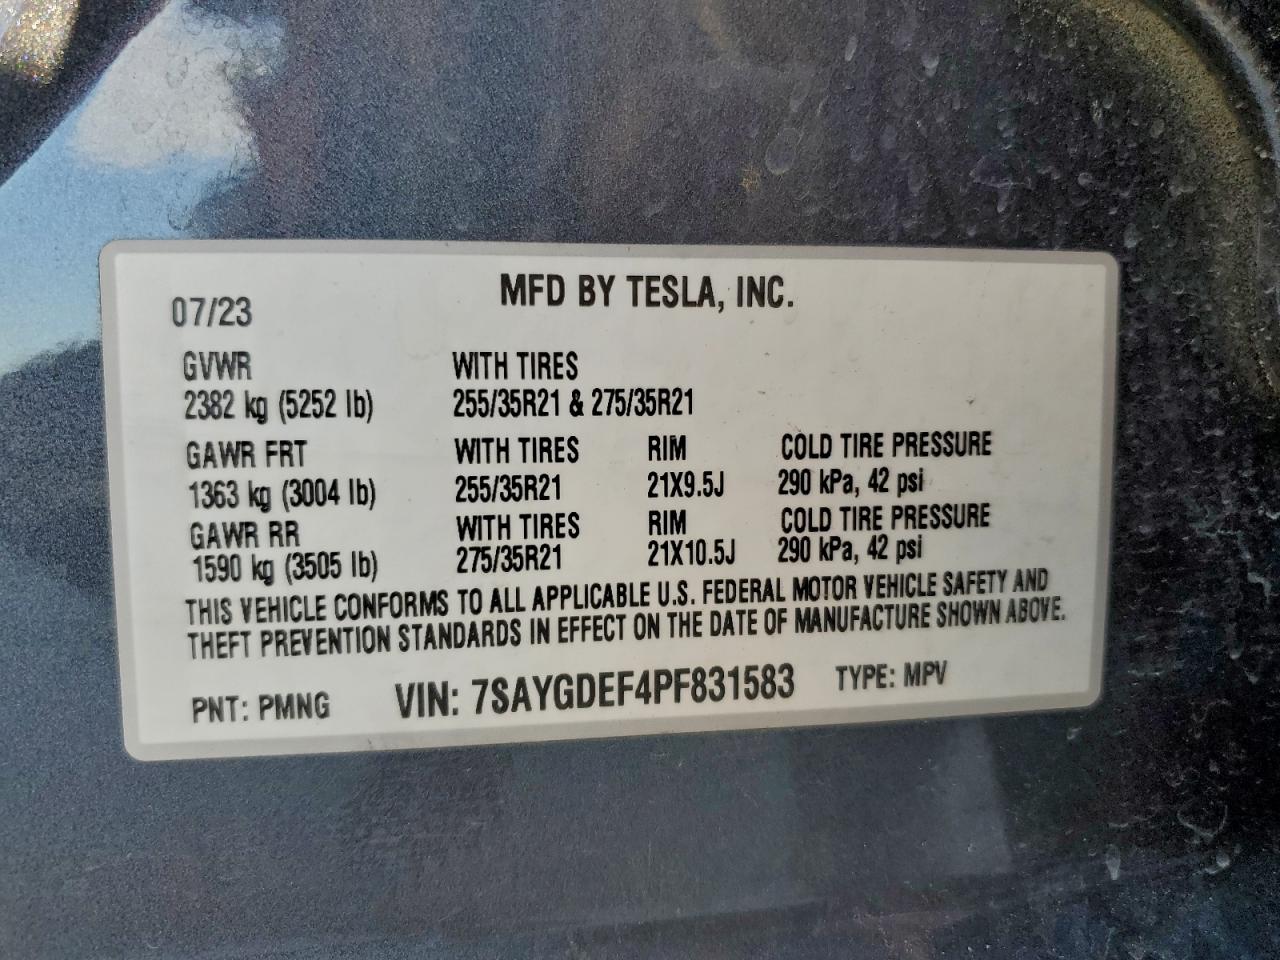 MFD BY TESLA, INC.
07/23
GVWR WITH TIRES
2382 kg (5252 lb) 255/35R21 & 275/35R21
GAWR FRT WITH TIRES RIM COLD TIRE PRESSURE
1363 kg (3004 lb) 255/35R21 21X9.5J 290 kPa, 42 psi
GAWR RR WITH TIRES RIM COLD TIRE PRESSURE
1590 kg (3505 lb) 275/35R21 21X10.5J 290 kPa, 42 psi
THIS VEHICLE CONFORMS TO ALL APPLICABLE U.S. FEDERAL MOTOR VEHICLE SAFETY AND
THEFT PREVENTION STANDARDS IN EFFECT ON THE DATE OF MANUFACTURE SHOWN ABOVE.
PNT: PMNG VIN: 7SAYGDEF4PF831583 TYPE: MPV